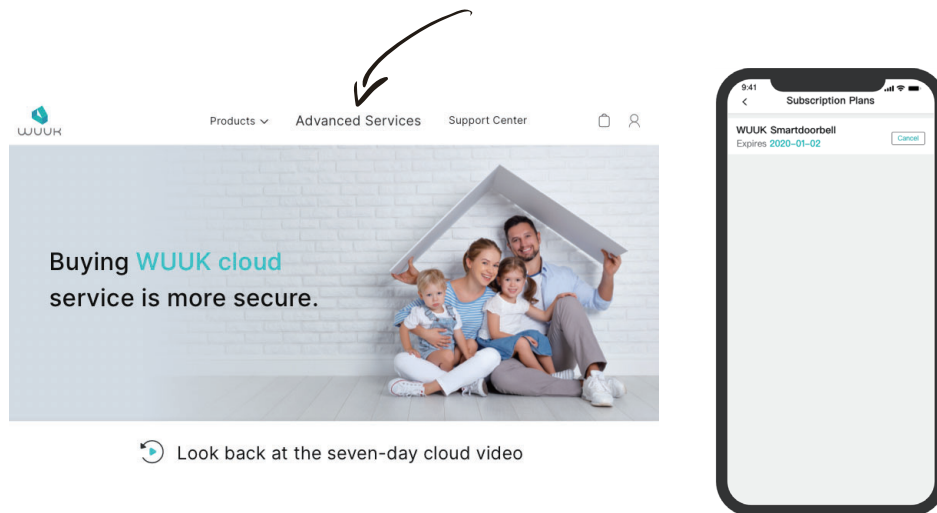 WUUK
Products
Advanced Services
Support Center
Buying WUUK cloud
service is more secure.
Look back at the seven-day cloud video
9:41
Subscription Plans
WUUK Smartdoorbell
Cancel
Expires 2020-01-02